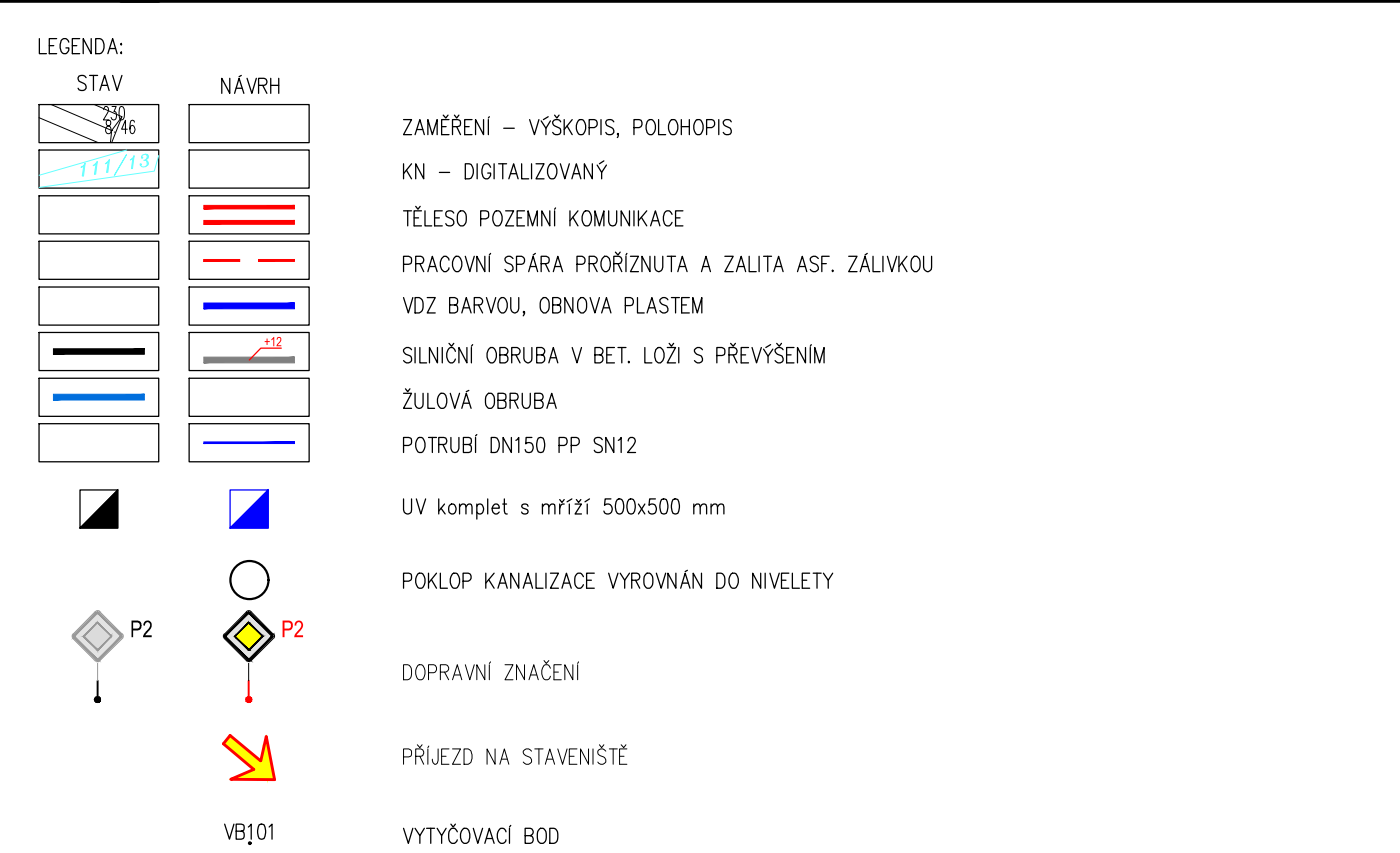 LEGENDA:
STAV NÁVRH
230
8/46
ZAMĚŘENÍ – VÝŠKOPIS, POLOHOPIS
111/13
KN – DIGITALIZOVANÝ
TĚLESO POZEMNÍ KOMUNIKACE
PRACOVNÍ SPÁRA PROŘÍZNUTA A ZALITA ASF. ZÁLIVKOU
VDZ BARVOU, OBNOVA PLASTEM
+12
SILNIČNÍ OBRUBA V BET. LOŽI S PŘEVÝŠENÍM
ŽULOVÁ OBRUBA
POTRUBÍ DN150 PP SN12
UV komplet s mříží 500x500 mm
POKLOP KANALIZACE VYROVNÁN DO NIVELETY
P2 P2
DOPRAVNÍ ZNAČENÍ
PŘÍJEZD NA STAVENIŠTĚ
VB101 VYTYČOVACÍ BOD